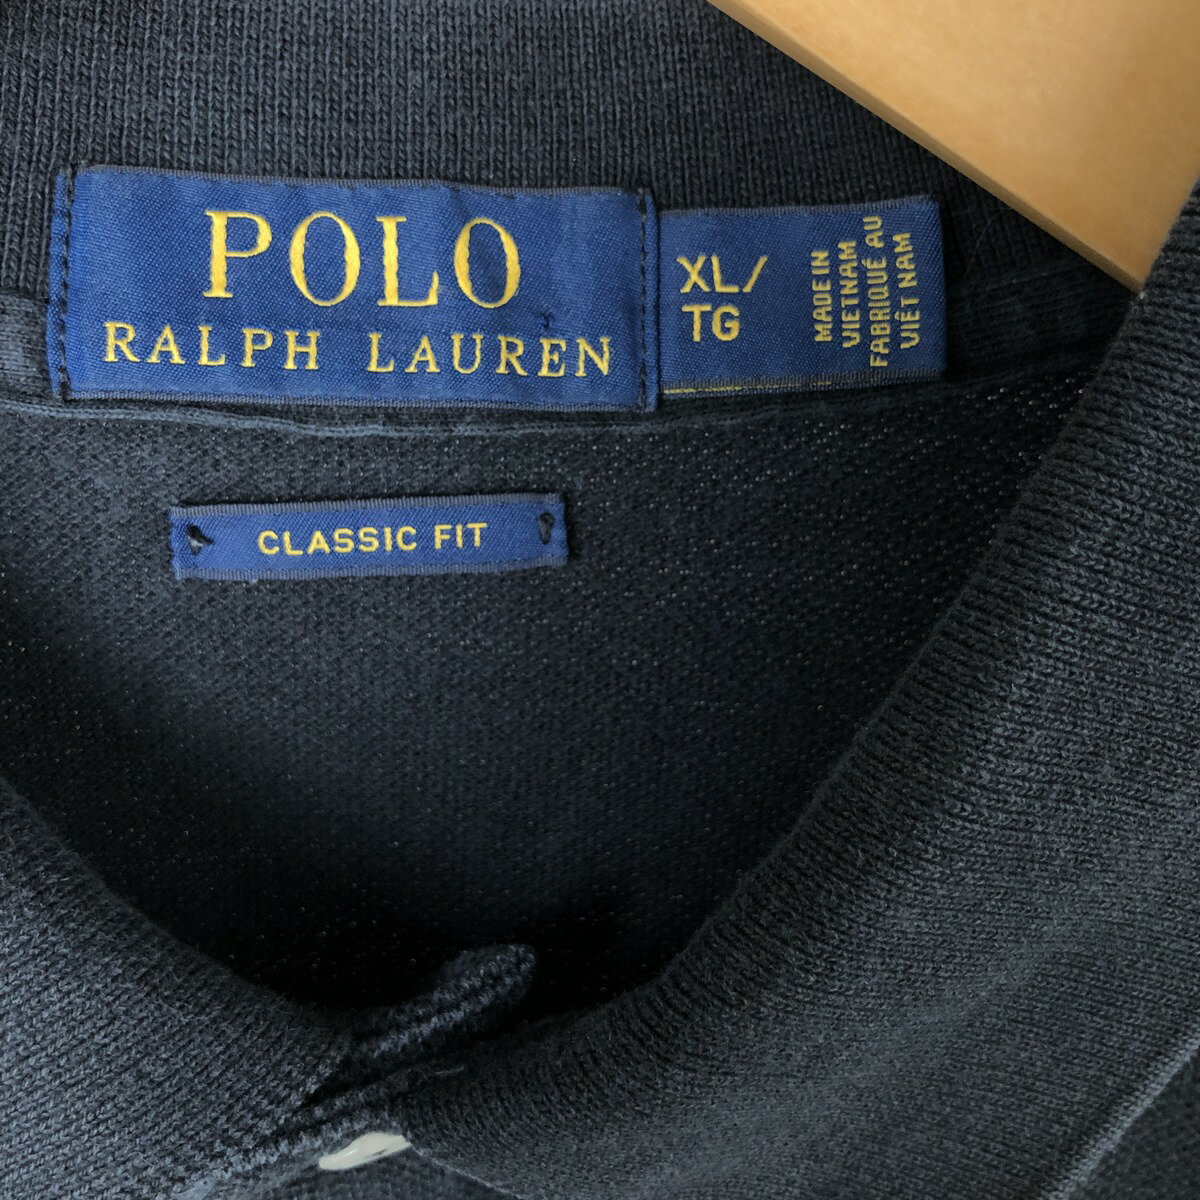 POLO
RALPH LAUREN
XL/
TG
MADE IN
VIETNAM
FABRIQUÉ AU
VIÊT NAM
CLASSIC FIT